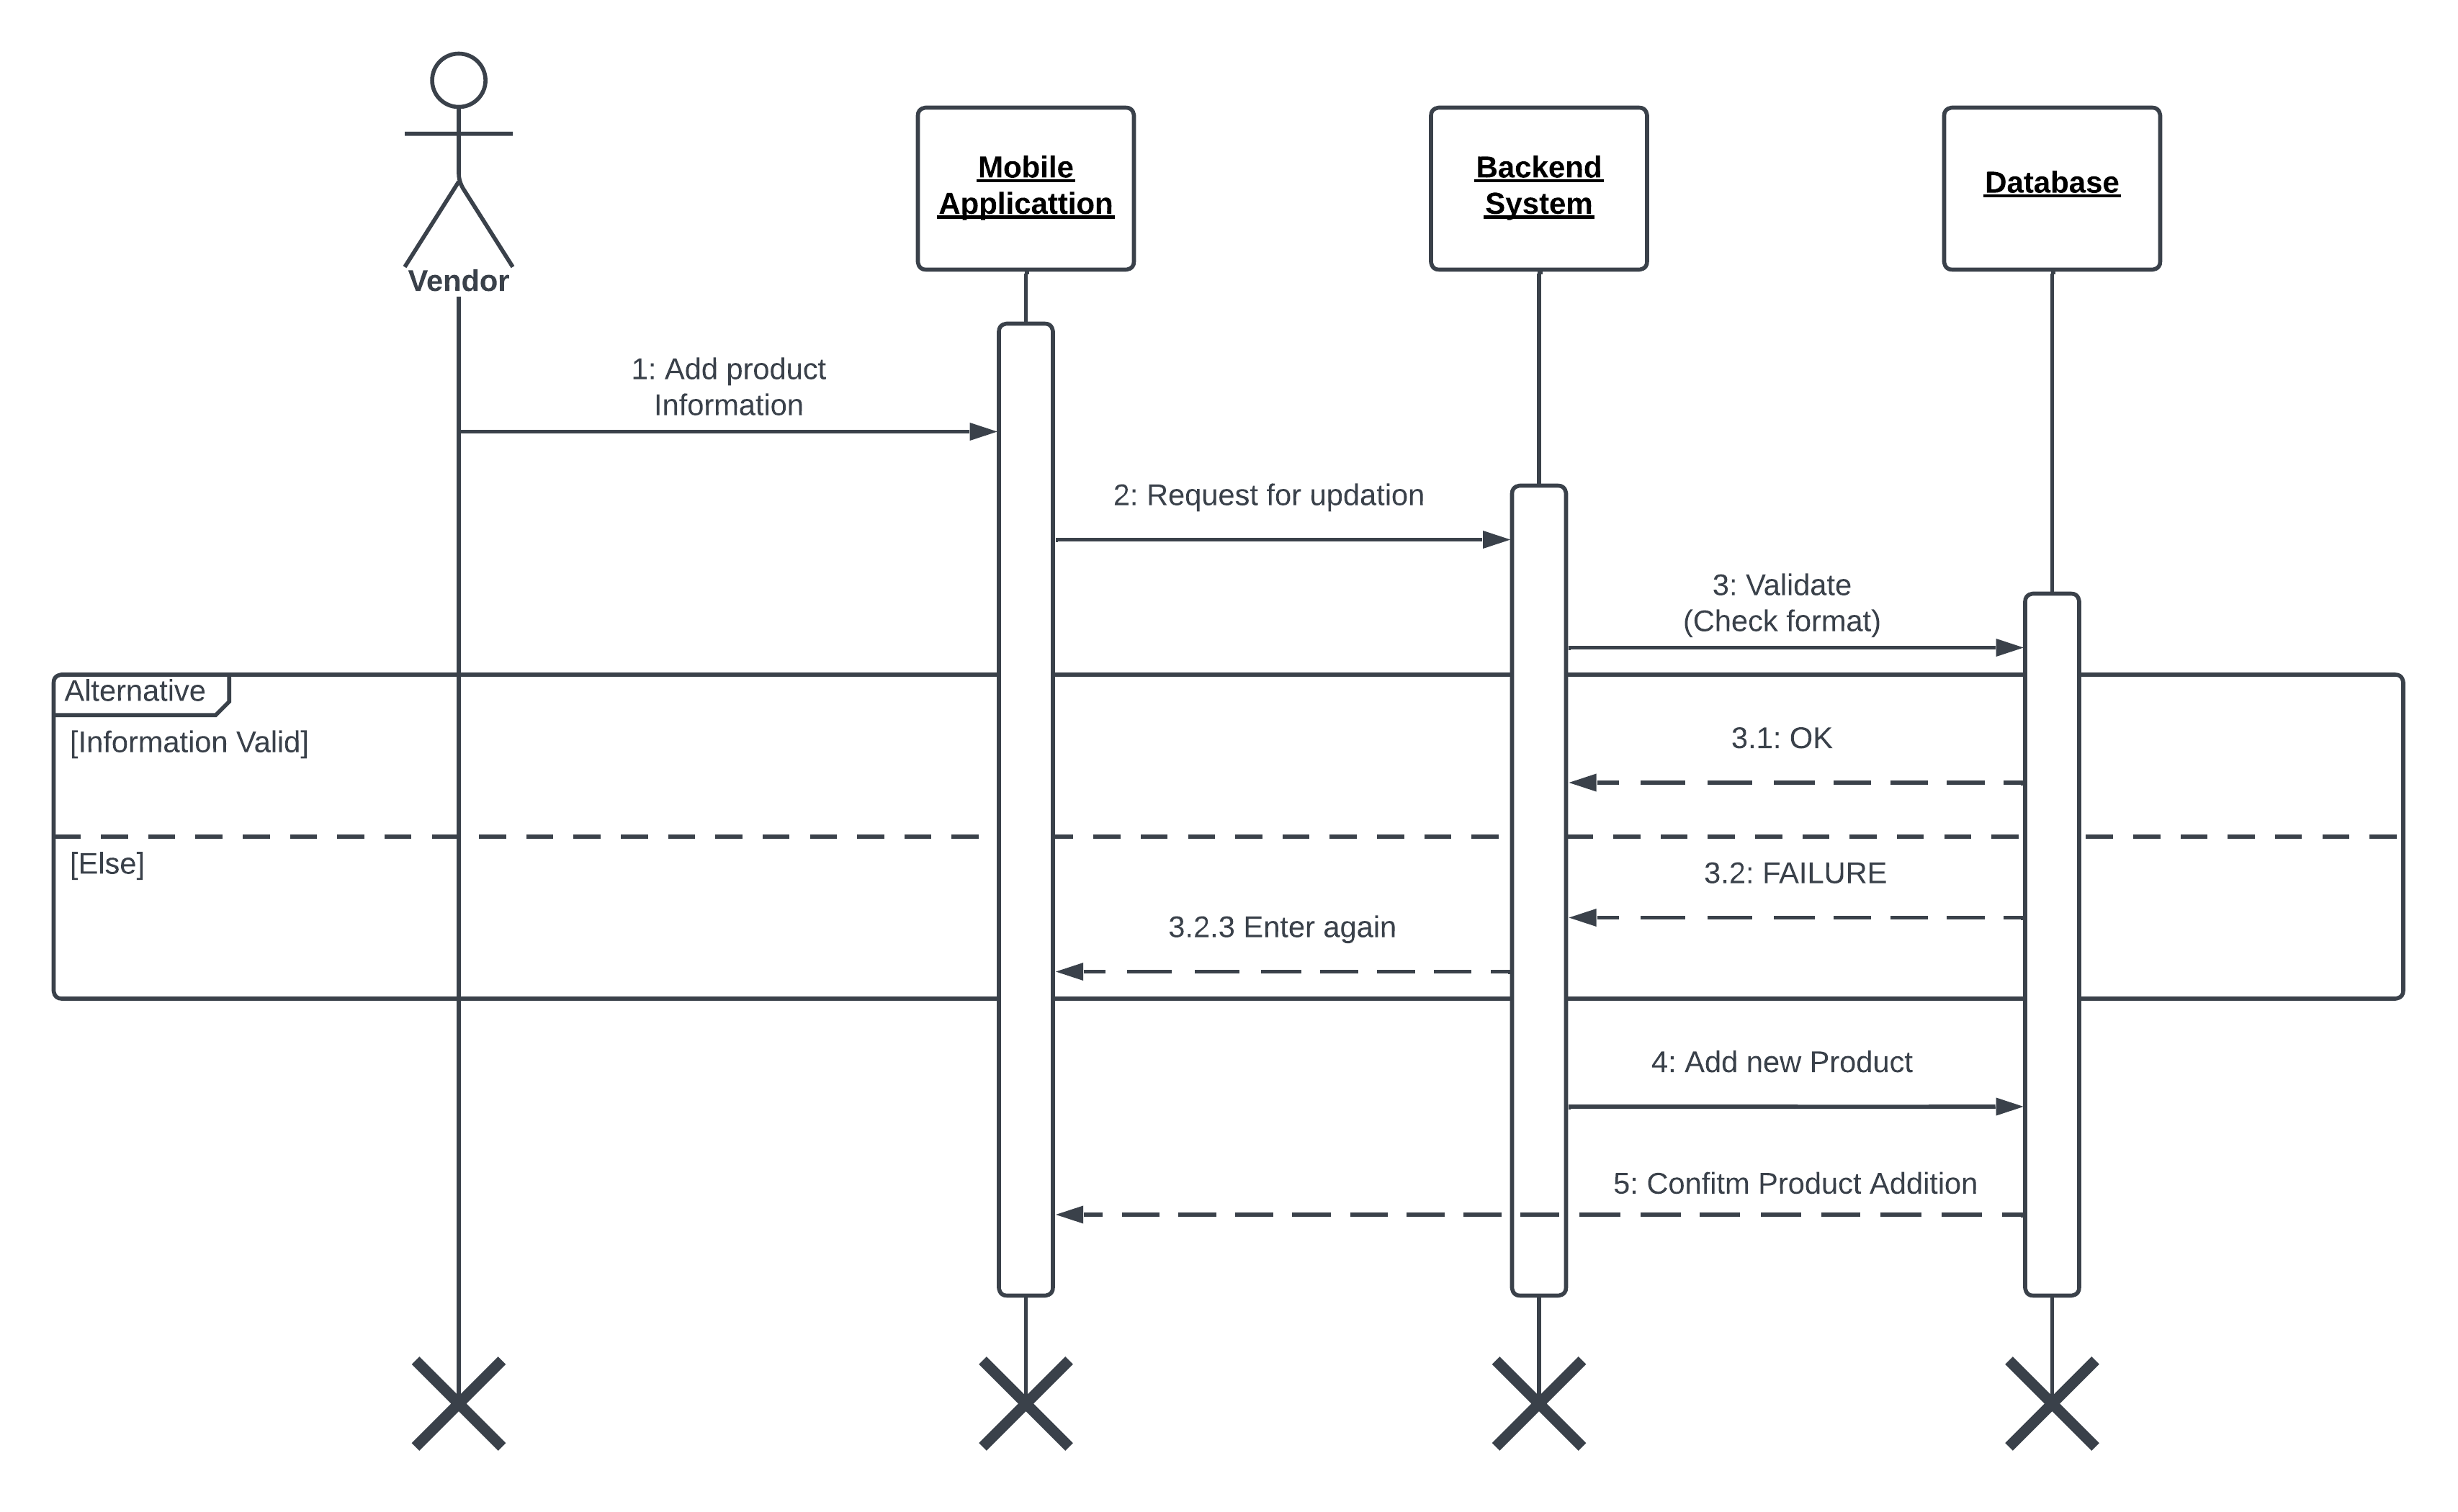 Vendor
Mobile
Application
Backend
System
Database
1: Add product
Information
2: Request for updation
3: Validate
(Check format)
Alternative
[Information Valid]
3.1: OK
[Else]
3.2: FAILURE
3.2.3 Enter again
4: Add new Product
5: Confitm Product Addition